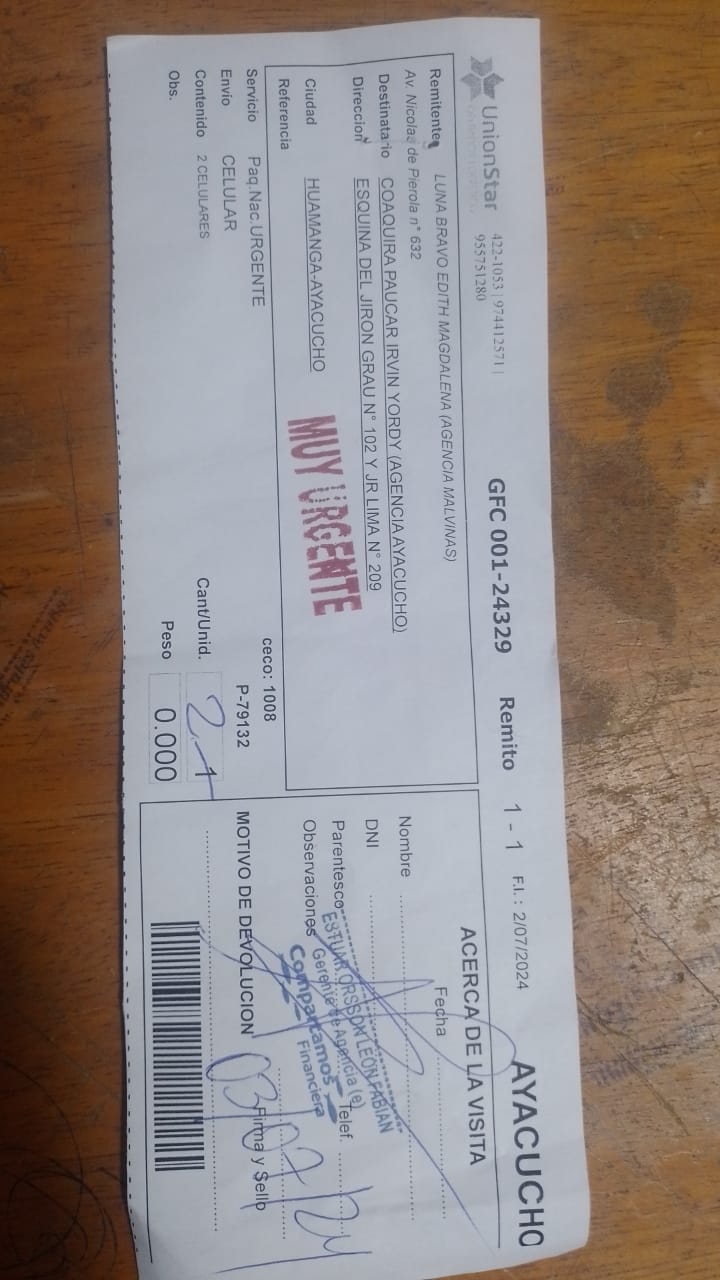 UnionStar
422-1053 | 974412571 |
955751280
GFC 001-24329 Remito 1 - 1 F.I.: 2/07/2024 AYACUCHO
Remitente LUNA BRAVO EDITH MAGDALENA (AGENCIA MALVINAS)
Av. Nicolas de Pierola n° 632
Destinatario COAQUIRA PAUCAR IRVIN YORDY (AGENCIA AYACUCHO)
Direccion ESQUINA DEL JIRON GRAU N° 102 Y JR LIMA N° 209
Ciudad HUAMANGA-AYACUCHO
Referencia
MUY URGENTE
Servicio Paq.Nac.URGENTE ceco: 1008
Envio CELULAR P-79132
Contenido 2 CELULARES Cant/Unid. 2 1
Obs. Peso 0.000
ACERCA DE LA VISITA
Fecha
Nombre
DNI
Parentesco Telef
Observaciones
ESTUAR ORSSON LEON FABIAN
Gerente de Agencia (e)
Compartamos
Financiera
MOTIVO DE DEVOLUCION Firma y Sello
03/07/24